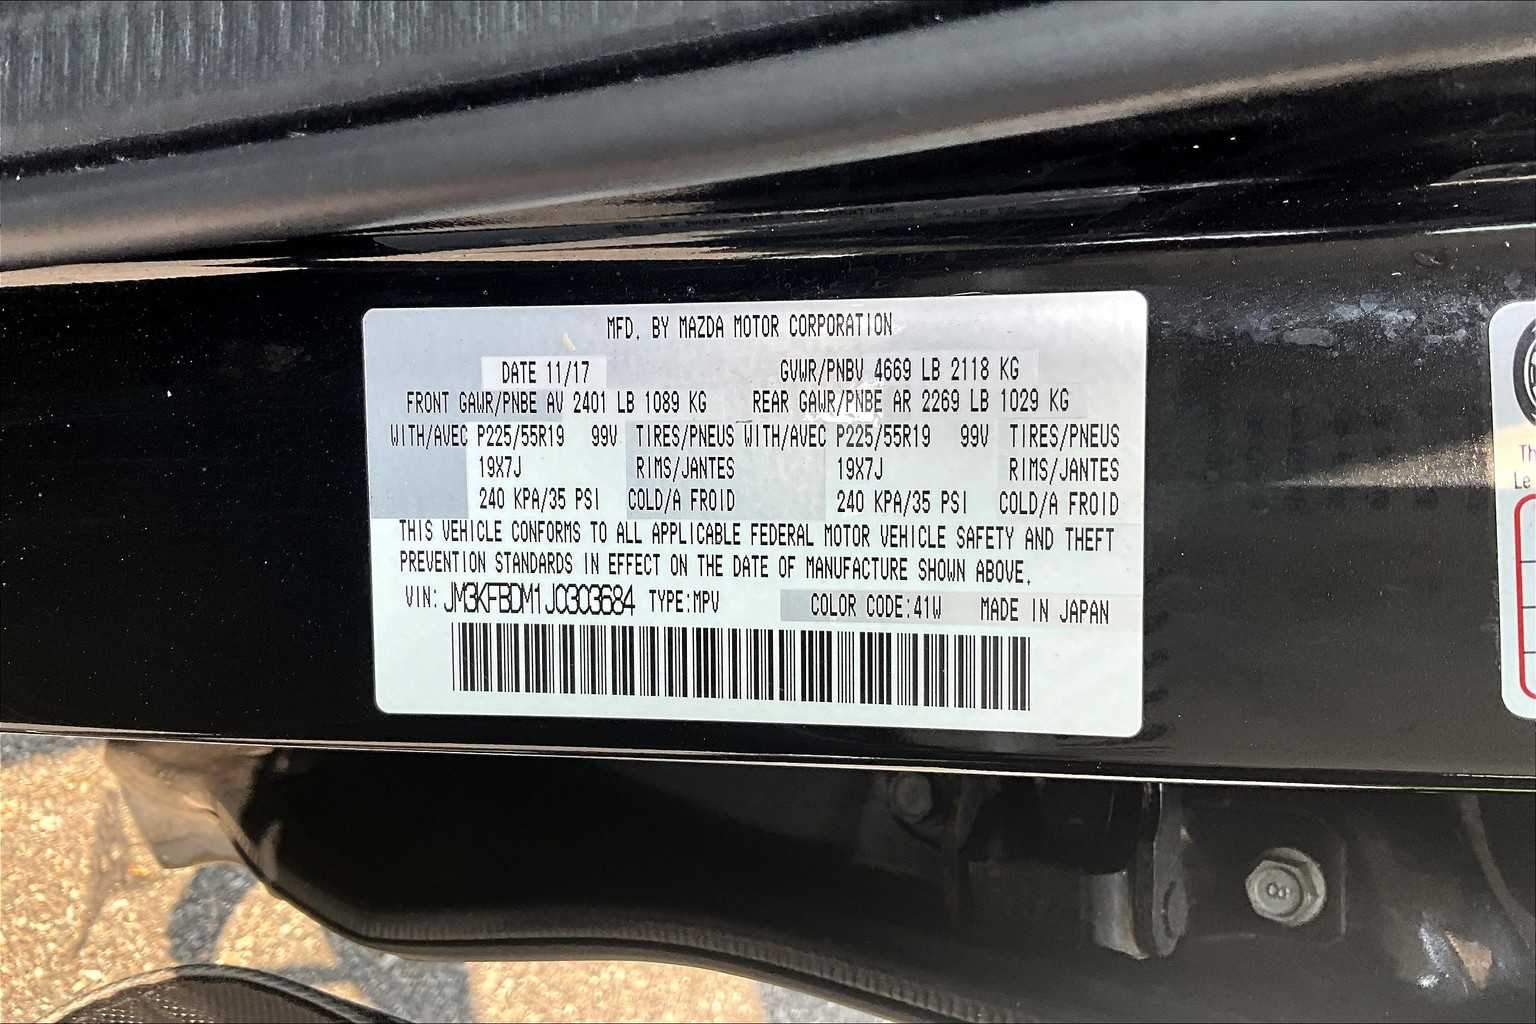 MFD. BY MAZDA MOTOR CORPORATION
DATE 11/17 GVWR/PNBV 4669 LB 2118 KG
FRONT GAWR/PNBE AV 2401 LB 1089 KG REAR GAWR/PNBE AR 2269 LB 1029 KG
WITH/AVEC P225/55R19 99V TIRES/PNEUS WITH/AVEC P225/55R19 99V TIRES/PNEUS
19X7J RIMS/JANTES 19X7J RIMS/JANTES
240 KPA/35 PSI COLD/A FROID 240 KPA/35 PSI COLD/A FROID
THIS VEHICLE CONFORMS TO ALL APPLICABLE FEDERAL MOTOR VEHICLE SAFETY AND THEFT
PREVENTION STANDARDS IN EFFECT ON THE DATE OF MANUFACTURE SHOWN ABOVE.
VIN: JM3KFBDM1J0303684 TYPE:MPV COLOR CODE:41W MADE IN JAPAN
Th
Le